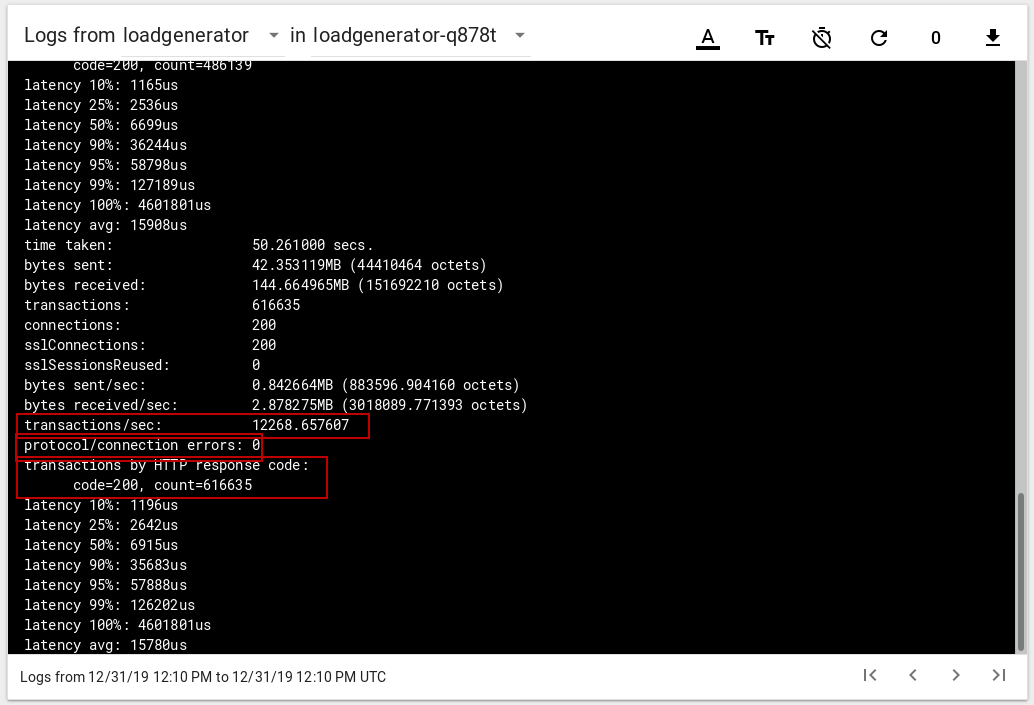 Logs from loadgenerator in loadgenerator-q878t A Tт 0
code=200, count=486139
latency 10%: 1165us
latency 25%: 2536us
latency 50%: 6699us
latency 90%: 36244us
latency 95%: 58798us
latency 99%: 127189us
latency 100%: 4601801us
latency avg: 15908us
time taken: 50.261000 secs.
bytes sent: 42.353119MB (44410464 octets)
bytes received: 144.664965MB (151692210 octets)
transactions: 616635
connections: 200
sslConnections: 200
sslSessionsReused: 0
bytes sent/sec: 0.842664MB (883596.904160 octets)
bytes received/sec: 2.878275MB (3018089.771393 octets)
transactions/sec: 12268.657607
protocol/connection errors: 0
transactions by HTTP response code:
code=200, count=616635
latency 10%: 1196us
latency 25%: 2642us
latency 50%: 6915us
latency 90%: 35683us
latency 95%: 57888us
latency 99%: 126202us
latency 100%: 4601801us
latency avg: 15780us
Logs from 12/31/19 12:10 PM to 12/31/19 12:10 PM UTC